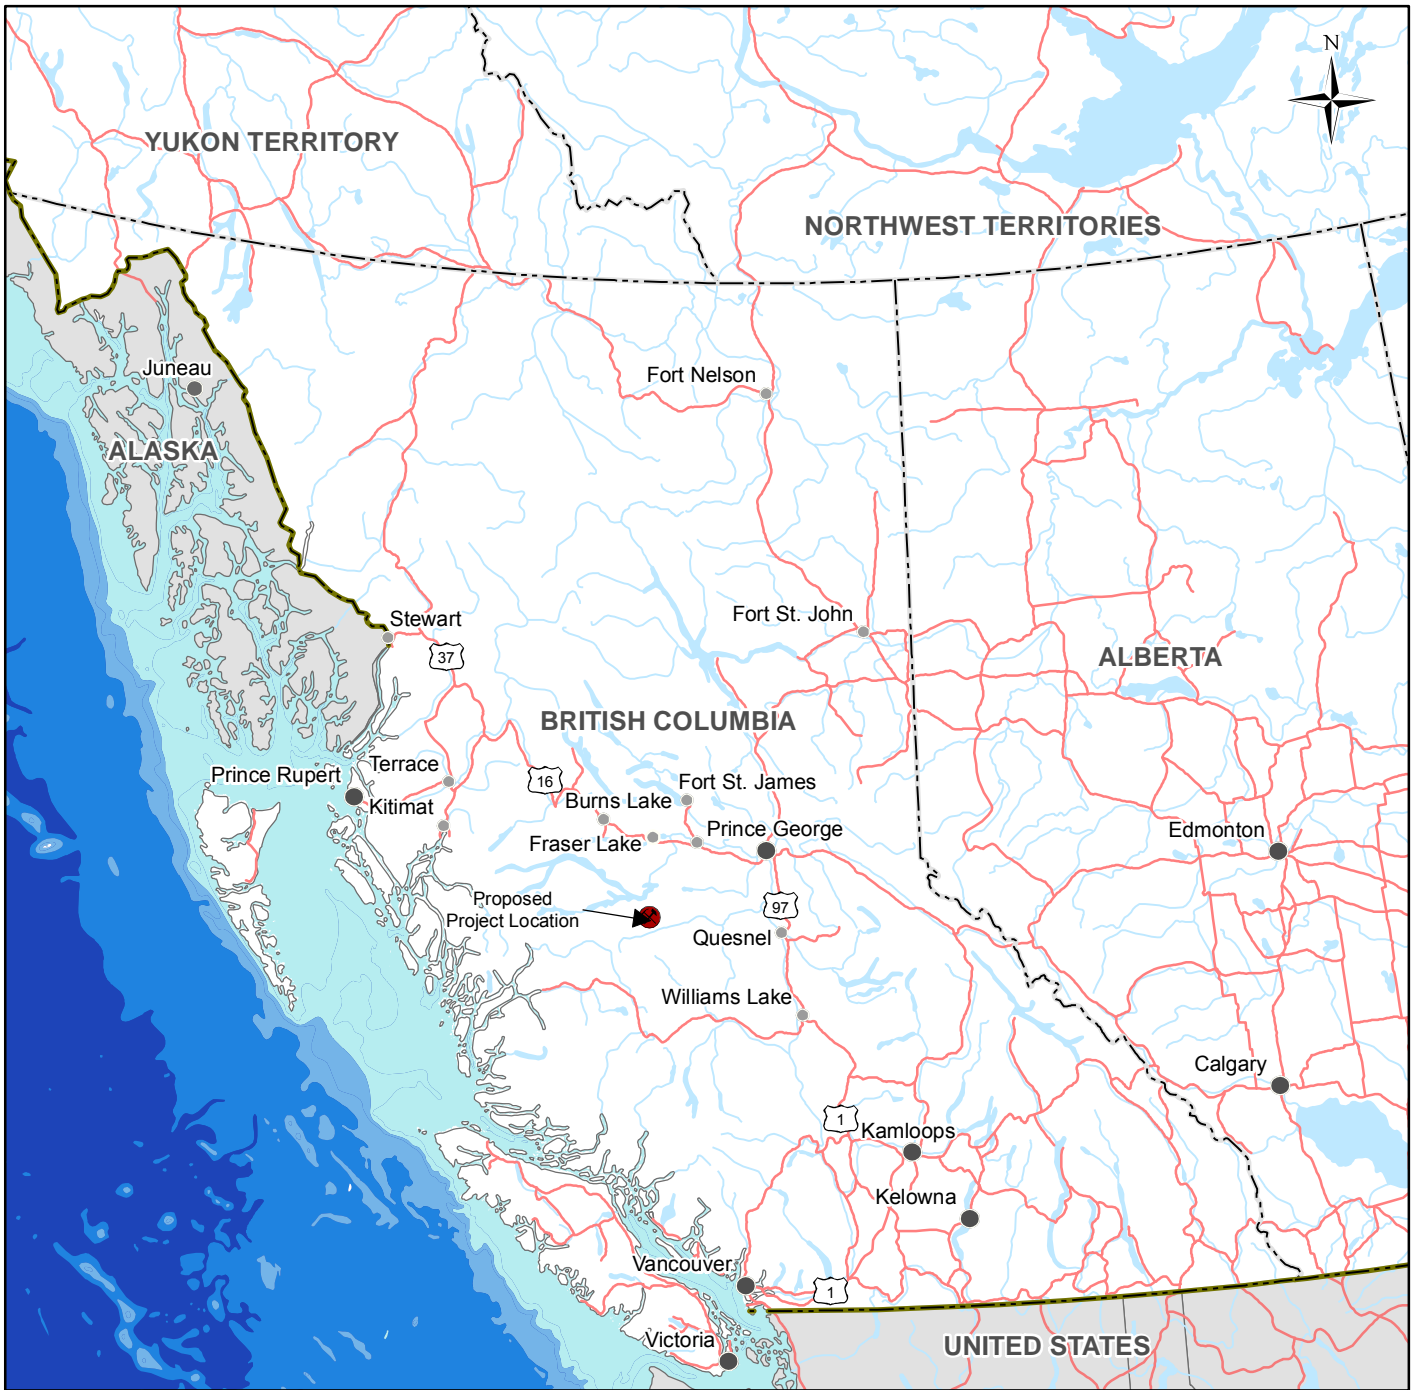 N
YUKON TERRITORY
NORTHWEST TERRITORIES
Juneau
Fort Nelson
ALASKA
Stewart
Fort St. John
37
ALBERTA
BRITISH COLUMBIA
Terrace
Prince Rupert
16
Fort St. James
Kitimat
Burns Lake
Prince George
Edmonton
Fraser Lake
Proposed
Project Location
97
Quesnel
Williams Lake
Calgary
1
Kamloops
Kelowna
Vancouver
1
Victoria
UNITED STATES